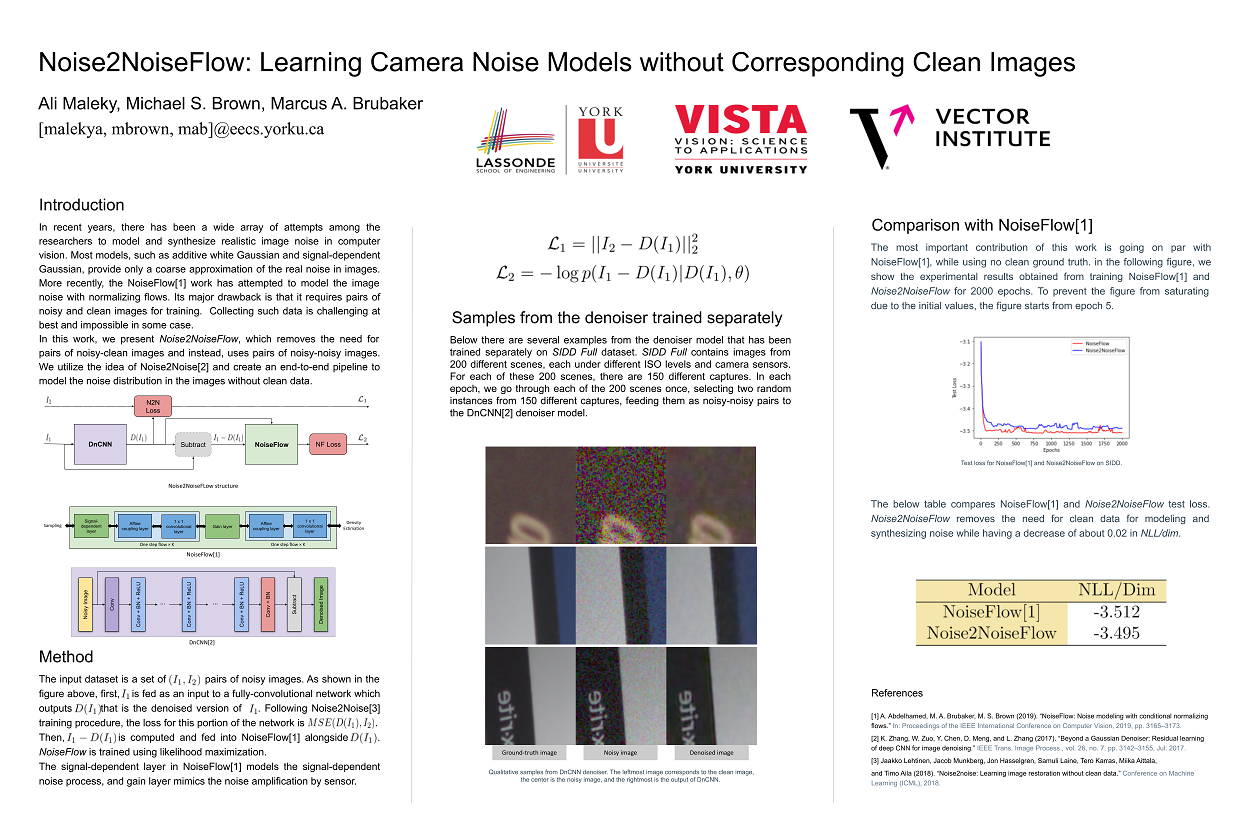 Noise2NoiseFlow: Learning Camera Noise Models without Corresponding Clean Images
Ali Maleky, Michael S. Brown, Marcus A. Brubaker
[malekya, mbrown, mab]@eecs.yorku.ca
LASSONDE
SCHOOL OF ENGINEERING
YORK
U
UNIVERSITÉ
UNIVERSITY
VISTA
VISION: SCIENCE
TO APPLICATIONS
YORK UNIVERSITY
VECTOR
INSTITUTE
Introduction
In recent years, there has been a wide array of attempts among the
researchers to model and synthesize realistic image noise in computer
vision. Most models, such as additive white Gaussian and signal-dependent
Gaussian, provide only a coarse approximation of the real noise in images.
More recently, the NoiseFlow[1] work has attempted to model the image
noise with normalizing flows. Its major drawback is that it requires pairs of
noisy and clean images for training. Collecting such data is challenging at
best and impossible in some case.
In this work, we present Noise2NoiseFlow, which removes the need for
pairs of noisy-clean images and instead, uses pairs of noisy-noisy images.
We utilize the idea of Noise2Noise[2] and create an end-to-end pipeline to
model the noise distribution in the images without clean data.
I₂
N2N
Loss
ℒ₁
I₁
DnCNN
D(I₁)
Subtract
I₁ − D(I₁)
NoiseFlow
NF Loss
ℒ₂
Noise2NoiseFLow structure
Sampling
Signal-
dependent
layer
Affine
coupling layer
1 x 1
convolutional
layer
Gain layer
Affine
coupling layer
1 x 1
convolutional
layer
Density
Estimation
One step flow × K
One step flow × K
NoiseFlow[1]
Noisy Image
Conv
Conv + BN + ReLU
...
Conv + BN + ReLU
...
Conv + BN + ReLU
Conv + BN
Subtract
Denoised Image
DnCNN[2]
Method
The input dataset is a set of (I₁, I₂) pairs of noisy images. As shown in the
figure above, first, I₁ is fed as an input to a fully-convolutional network which
outputs D(I₁) that is the denoised version of I₁. Following Noise2Noise[3]
training procedure, the loss for this portion of the network is MSE(D(I₁), I₂).
Then, I₁ − D(I₁) is computed and fed into NoiseFlow[1] alongside D(I₁).
NoiseFlow is trained using likelihood maximization.
The signal-dependent layer in NoiseFlow[1] models the signal-dependent
noise process, and gain layer mimics the noise amplification by sensor.
ℒ₁ = ||I₂ − D(I₁)||₂²
ℒ₂ = − log p(I₁ − D(I₁)|D(I₁), θ)
Samples from the denoiser trained separately
Below there are several examples from the denoiser model that has been
trained separately on SIDD Full dataset. SIDD Full contains images from
200 different scenes, each under different ISO levels and camera sensors.
For each of these 200 scenes, there are 150 different captures. In each
epoch, we go through each of the 200 scenes once, selecting two random
instances from 150 different captures, feeding them as noisy-noisy pairs to
the DnCNN[2] denoiser model.
Ground-truth image
Noisy image
Denoised image
Qualitative samples from DnCNN denoiser. The leftmost image corresponds to the clean image,
the center is the noisy image, and the rightmost is the output of DnCNN.
Comparison with NoiseFlow[1]
The most important contribution of this work is going on par with
NoiseFlow[1], while using no clean ground truth. in the following figure, we
show the experimental results obtained from training NoiseFlow[1] and
Noise2NoiseFlow for 2000 epochs. To prevent the figure from saturating
due to the initial values, the figure starts from epoch 5.
NoiseFlow
Noise2NoiseFlow
Test Loss
−3.1
−3.2
−3.3
−3.4
−3.5
0 250 500 750 1000 1250 1500 1750 2000
Epochs
Test loss for NoiseFlow[1] and Noise2NoiseFlow on SIDD.
The below table compares NoiseFlow[1] and Noise2NoiseFlow test loss.
Noise2NoiseFlow removes the need for clean data for modeling and
synthesizing noise while having a decrease of about 0.02 in NLL/dim.
Model NLL/Dim
NoiseFlow[1] -3.512
Noise2NoiseFlow -3.495
References
[1] A. Abdelhamed, M. A. Brubaker, M. S. Brown (2019). "NoiseFlow: Noise modeling with conditional normalizing
flows." In: Proceedings of the IEEE International Conference on Computer Vision, 2019, pp. 3165–3173.
[2] K. Zhang, W. Zuo, Y. Chen, D. Meng, and L. Zhang (2017). "Beyond a Gaussian Denoiser: Residual learning
of deep CNN for image denoising." IEEE Trans. Image Process., vol. 26, no. 7, pp. 3142–3155, Jul. 2017.
[3] Jaakko Lehtinen, Jacob Munkberg, Jon Hasselgren, Samuli Laine, Tero Karras, Miika Aittala,
and Timo Aila (2018). "Noise2noise: Learning image restoration without clean data." Conference on Machine
Learning (ICML), 2018.